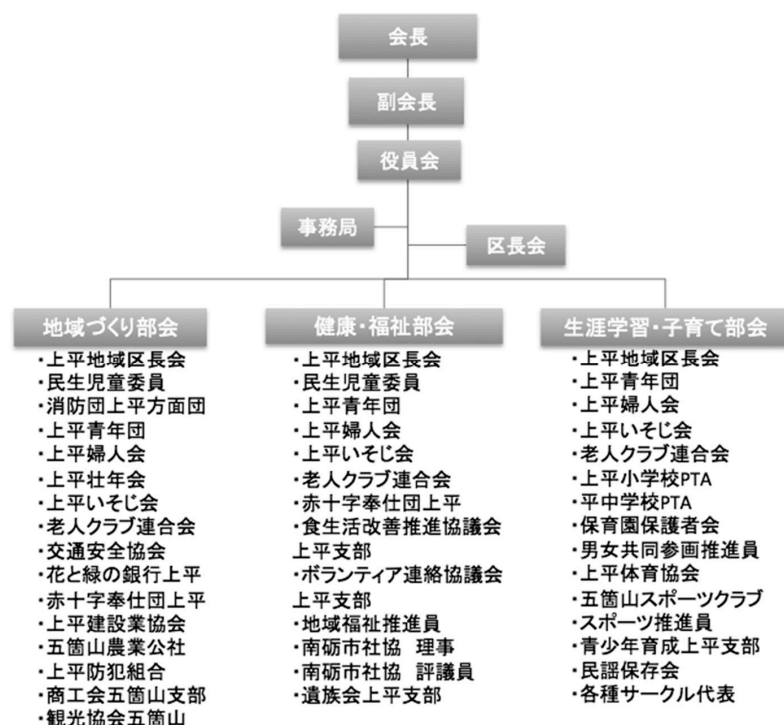 会長
副会長
役員会
事務局
区長会
地域づくり部会
・上平地域区長会
・民生児童委員
・消防団上平方面団
・上平青年団
・上平婦人会
・上平壮年会
・上平いそじ会
・老人クラブ連合会
・交通安全協会
・花と緑の銀行上平
・赤十字奉仕団上平
・上平建設業協会
・五箇山農業公社
・上平防犯組合
・商工会五箇山支部
・観光協会五箇山
健康・福祉部会
・上平地域区長会
・民生児童委員
・上平青年団
・上平婦人会
・上平いそじ会
・老人クラブ連合会
・赤十字奉仕団上平
・食生活改善推進協議会
上平支部
・ボランティア連絡協議会
上平支部
・地域福祉推進員
・南砺市社協　理事
・南砺市社協　評議員
・遺族会上平支部
生涯学習・子育て部会
・上平地域区長会
・上平青年団
・上平婦人会
・上平いそじ会
・老人クラブ連合会
・上平小学校PTA
・平中学校PTA
・保育園保護者会
・男女共同参画推進員
・上平体育協会
・五箇山スポーツクラブ
・スポーツ推進員
・青少年育成上平支部
・民謡保存会
・各種サークル代表